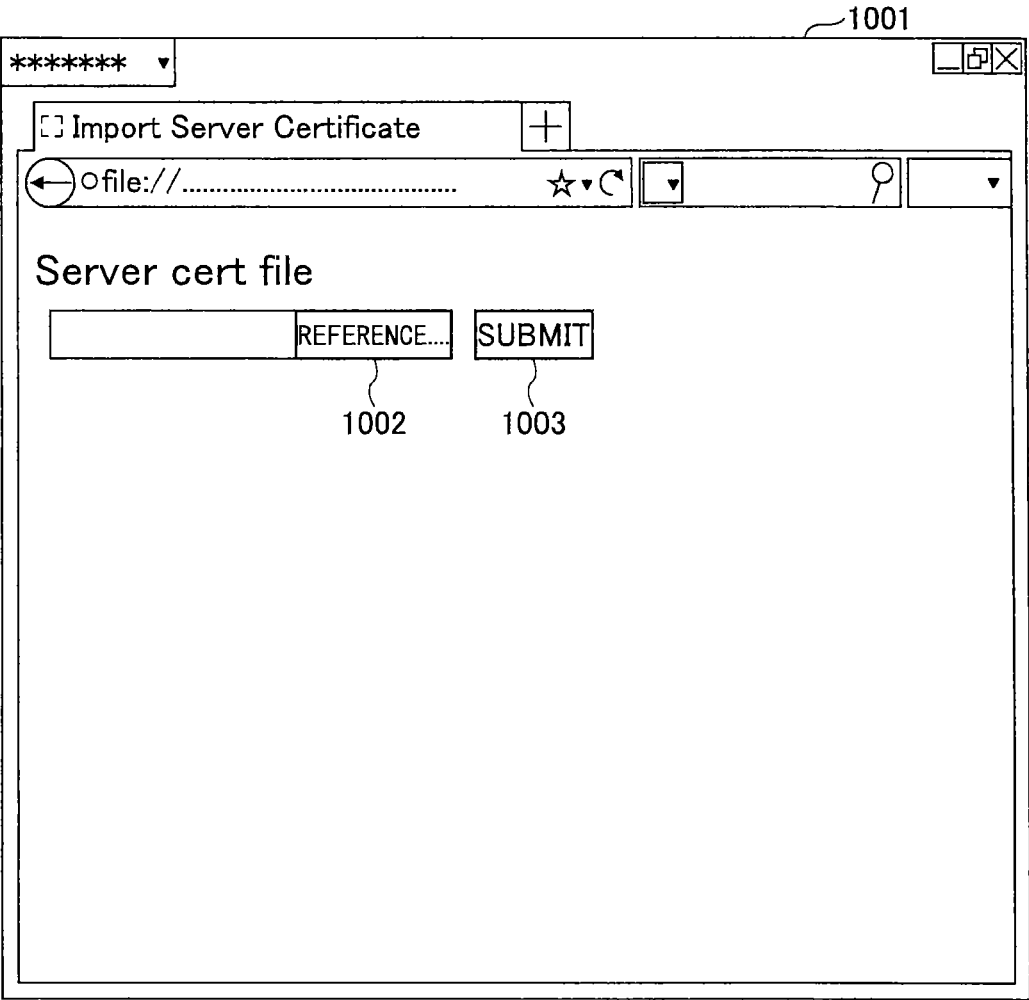 1001
*******
Import Server Certificate
file://........................................
Server cert file
REFERENCE....
SUBMIT
1002
1003